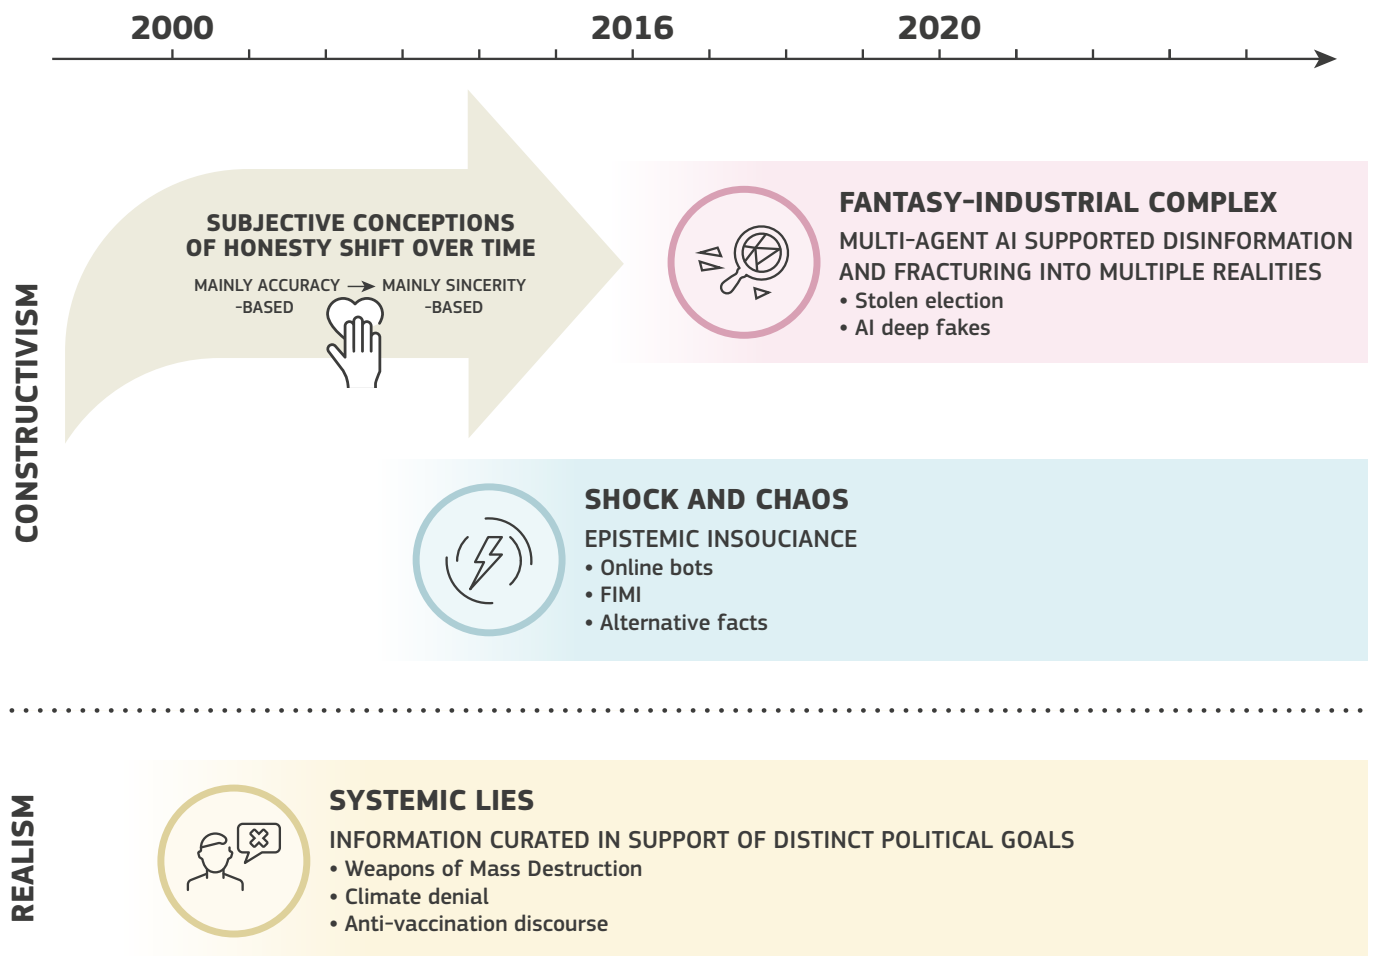 2000
2016
2020
CONSTRUCTIVISM
SUBJECTIVE CONCEPTIONS
OF HONESTY SHIFT OVER TIME
MAINLY ACCURACY
-BASED
MAINLY SINCERITY
-BASED
FANTASY-INDUSTRIAL COMPLEX
MULTI-AGENT AI SUPPORTED DISINFORMATION
AND FRACTURING INTO MULTIPLE REALITIES
• Stolen election
• AI deep fakes
SHOCK AND CHAOS
EPISTEMIC INSOUCIANCE
• Online bots
• FIMI
• Alternative facts
REALISM
SYSTEMIC LIES
INFORMATION CURATED IN SUPPORT OF DISTINCT POLITICAL GOALS
• Weapons of Mass Destruction
• Climate denial
• Anti-vaccination discourse